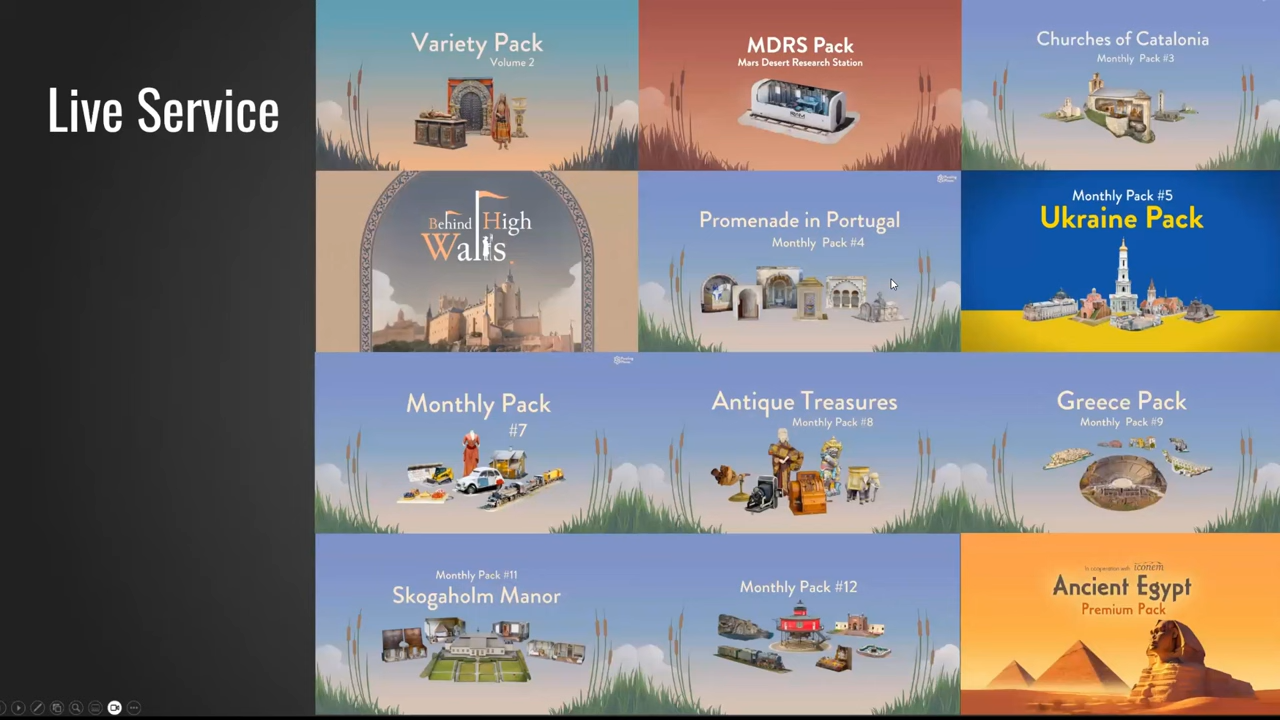 Live Service
Variety Pack
Volume 2
MDRS Pack
Mars Desert Research Station
Churches of Catalonia
Monthly Pack #3
Behind High
Walls
Promenade in Portugal
Monthly Pack #4
Monthly Pack #5
Ukraine Pack
Monthly Pack
#7
Antique Treasures
Monthly Pack #8
Greece Pack
Monthly Pack #9
Monthly Pack #11
Skogaholm Manor
Monthly Pack #12
In cooperation with iconem
Ancient Egypt
Premium Pack